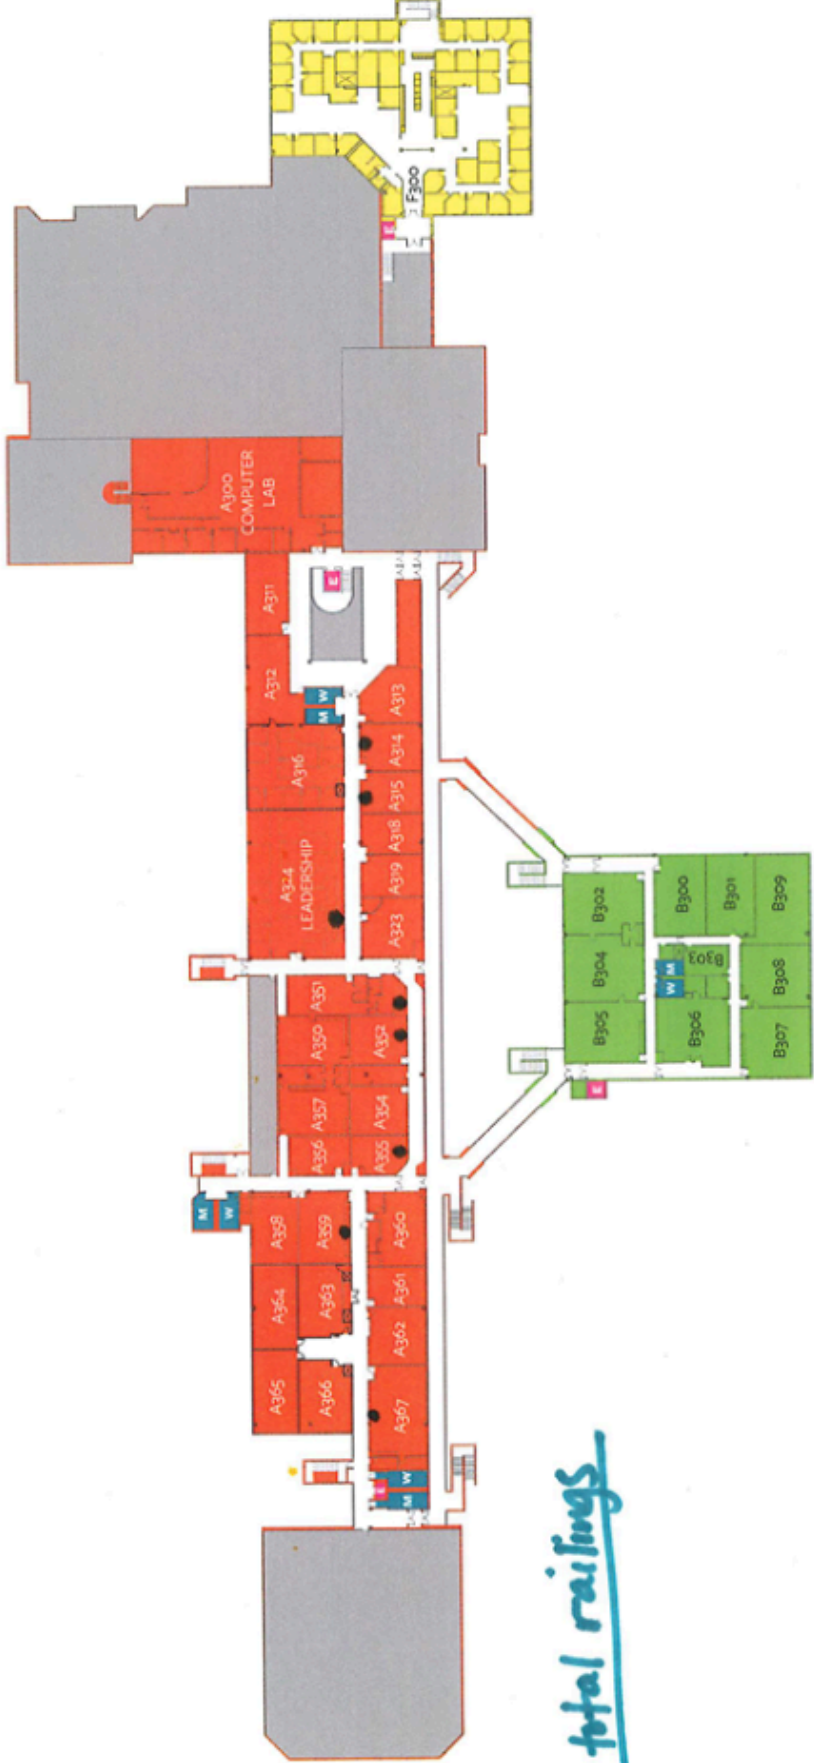 F300
E
A300
COMPUTER
LAB
A311
E
A312
M W
A313
A316
A314
A315
A324
LEADERSHIP
A318
A319
A323
A351
A350
A352
A357
A354
A356
A355
M
W
A358
A359
A360
A364
A363
A361
A362
A365
A366
A367
E
M W
B302
B300
B301
B309
B304
W M
B303
B308
B305
B306
B307
E
total railings